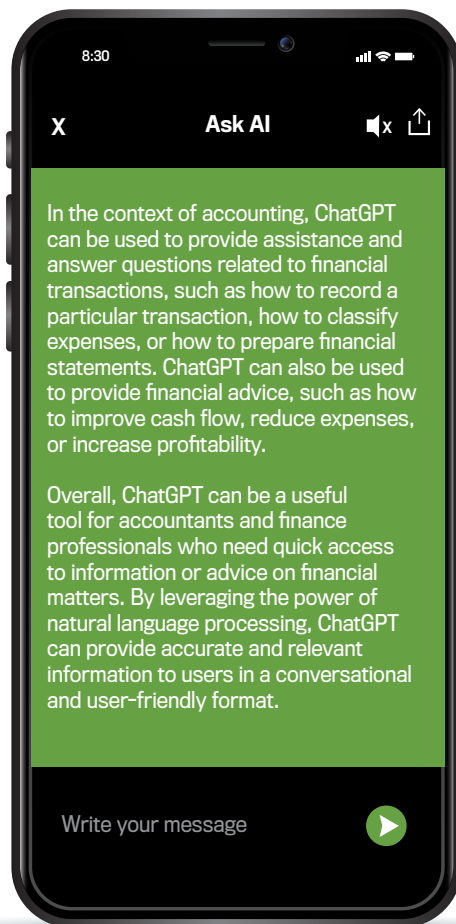 8:30
X Ask AI x
In the context of accounting, ChatGPT
can be used to provide assistance and
answer questions related to financial
transactions, such as how to record a
particular transaction, how to classify
expenses, or how to prepare financial
statements. ChatGPT can also be used
to provide financial advice, such as how
to improve cash flow, reduce expenses,
or increase profitability.
Overall, ChatGPT can be a useful
tool for accountants and finance
professionals who need quick access
to information or advice on financial
matters. By leveraging the power of
natural language processing, ChatGPT
can provide accurate and relevant
information to users in a conversational
and user-friendly format.
Write your message